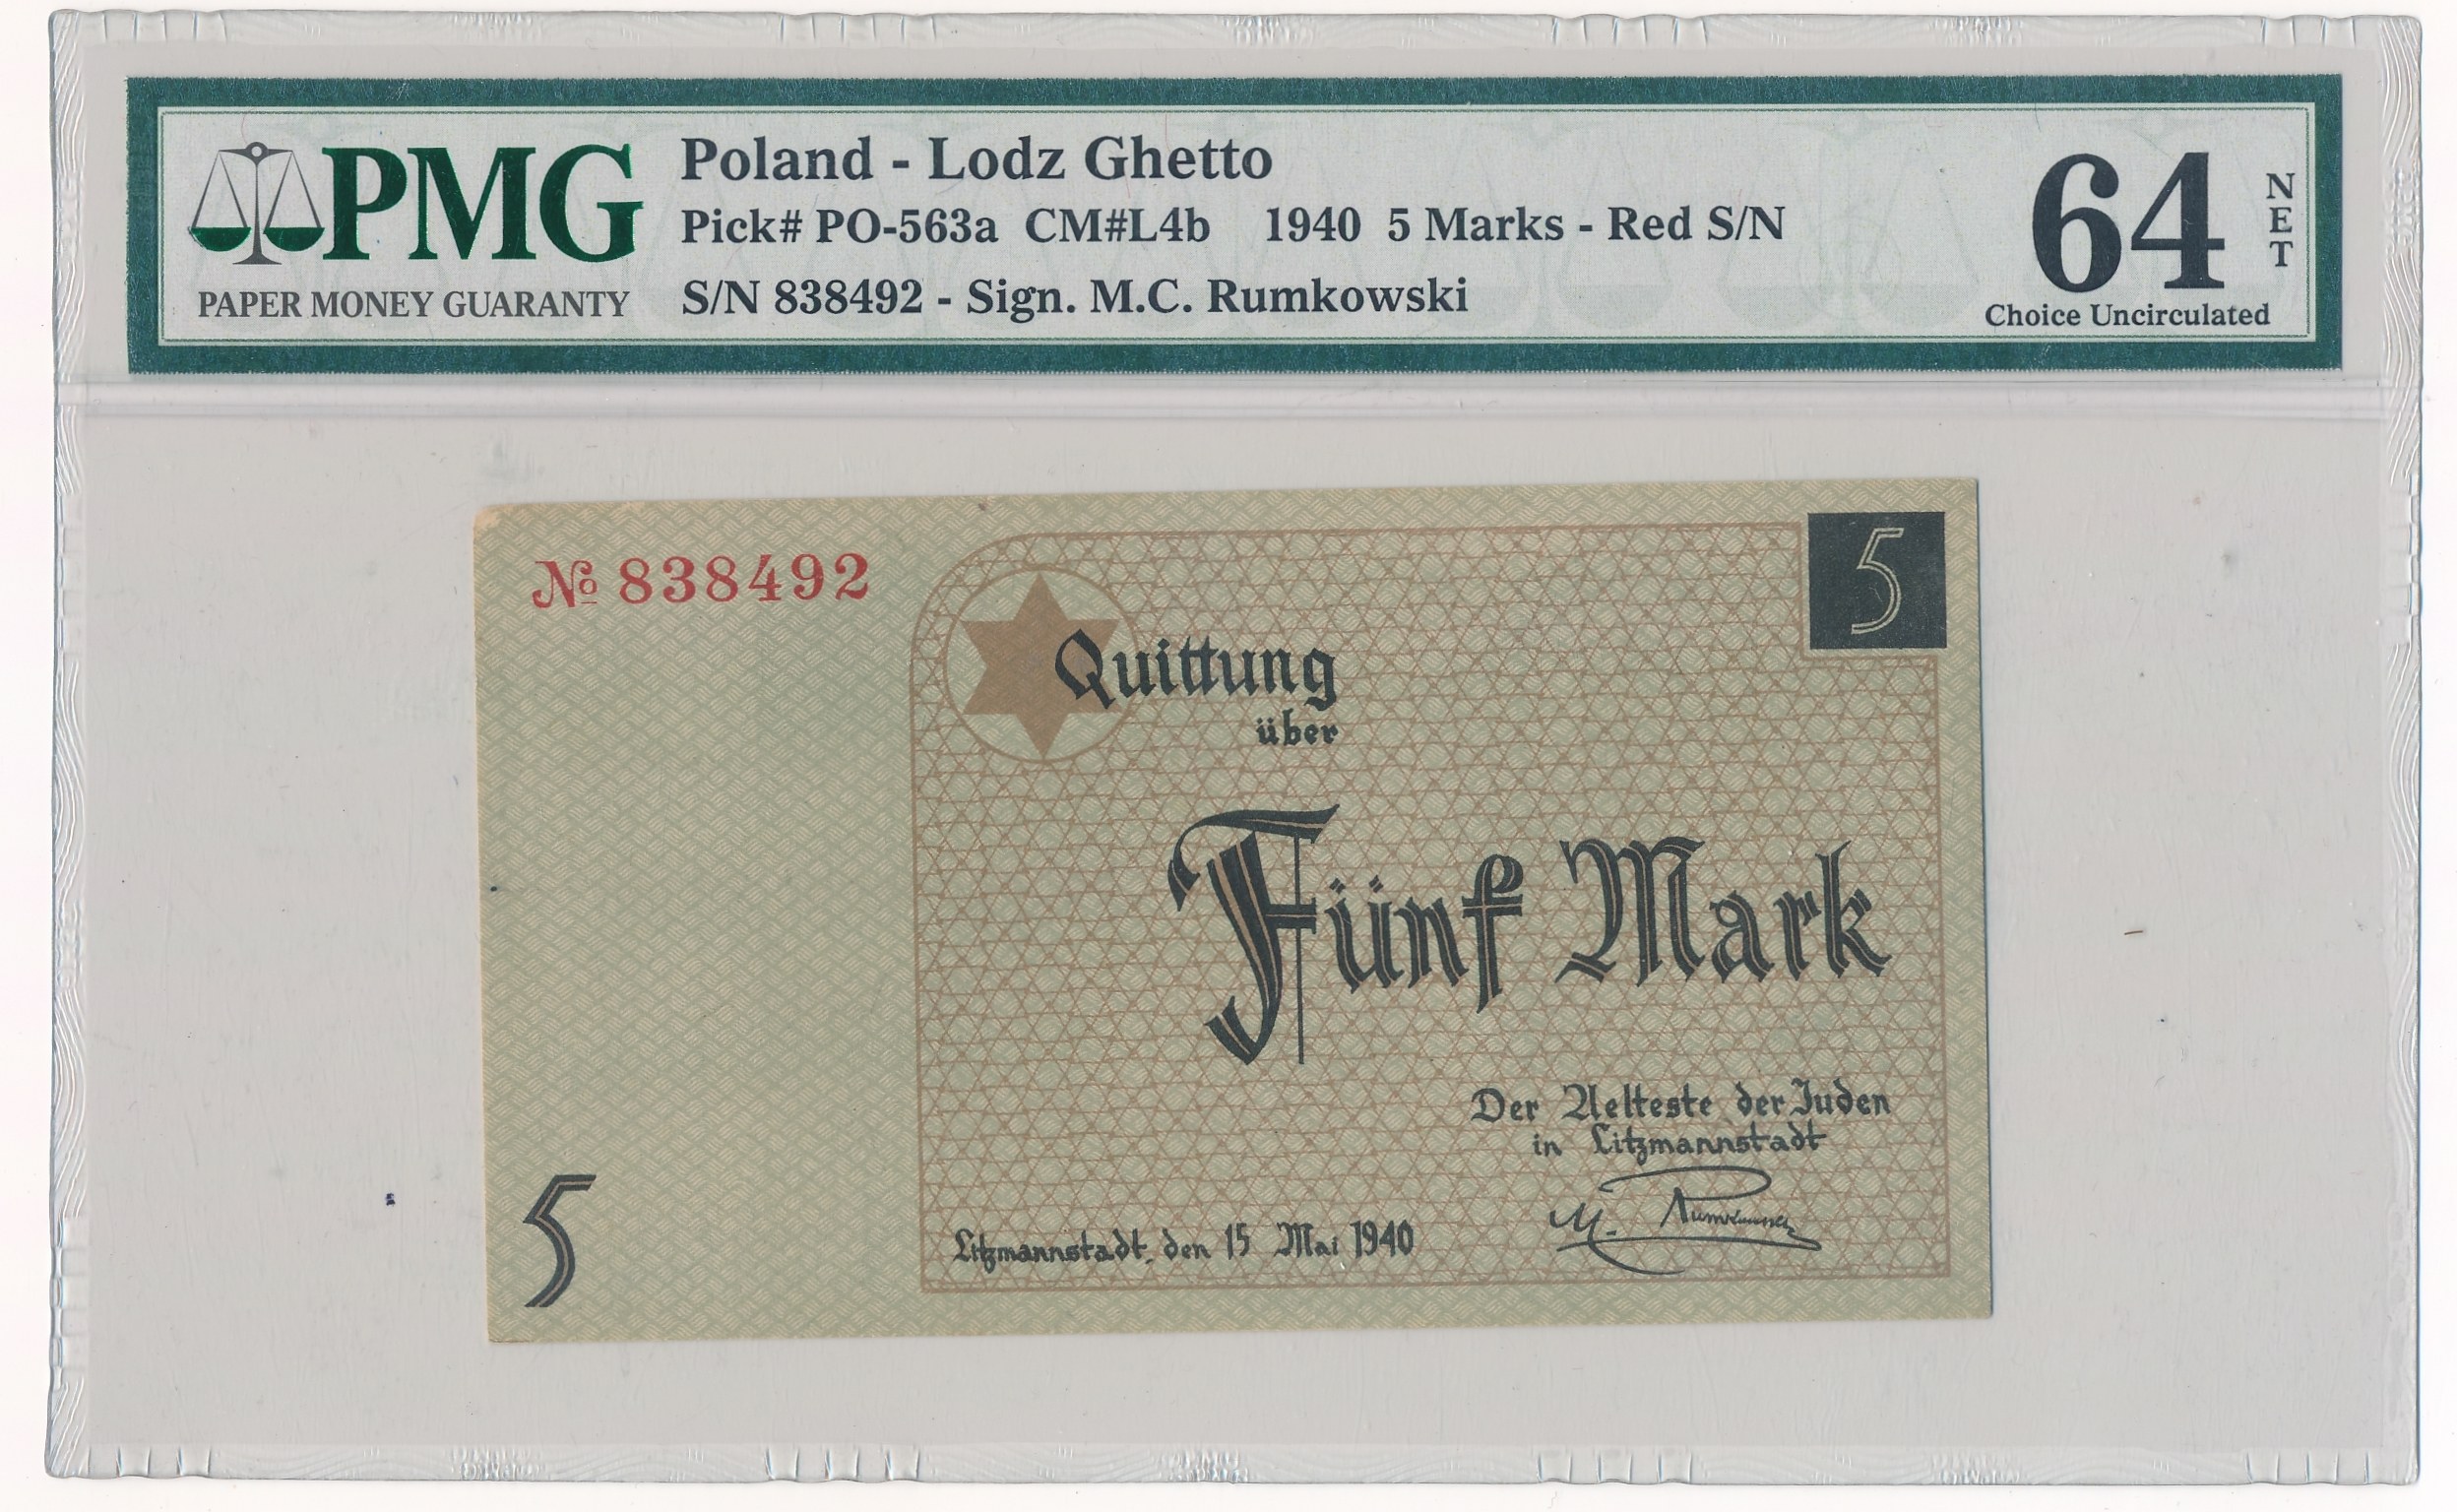 PMG
PAPER MONEY GUARANTY
Poland - Lodz Ghetto
Pick# PO-563a CM#L4b 1940 5 Marks - Red S/N
S/N 838492 - Sign. M.C. Rumkowski
64
NET
Choice Uncirculated
№ 838492
5
Quittung
über
Fünf Mark
Der Aelteste der Juden
in Litzmannstadt
M. Rumkowski
Litzmannstadt, den 15 Mai 1940
5